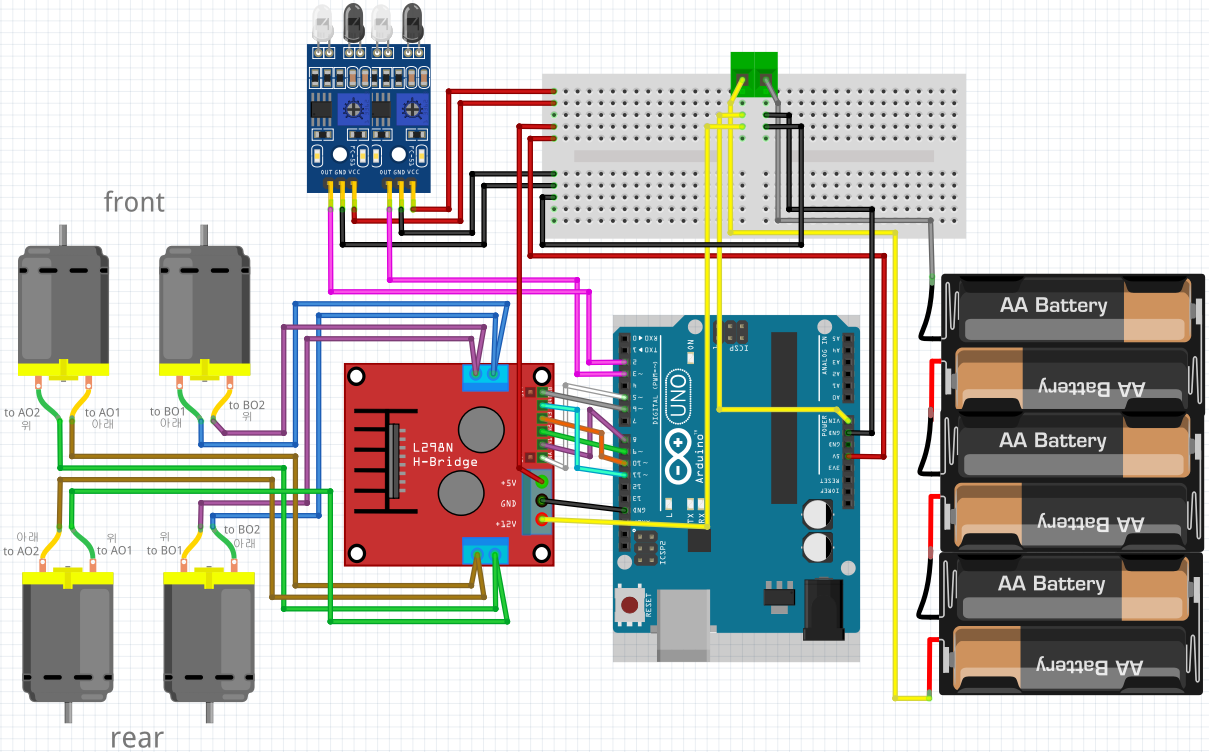 OUT GND VCC
OUT GND VCC
front
AA Battery
AA Battery
AA Battery
AA Battery
AA Battery
AA Battery
to AO2
위
to AO1
아래
to BO1
아래
to BO2
위
L298N
H-Bridge
+5V
GND
+12V
ICSP
ON
RX0
TX0
0
1
2
3
4
5
6
7
8
9
10
11
12
13
GND
DIGITAL (PWM=~)
UNO
Arduino™
ANALOG IN
A5
A4
A3
A2
A1
A0
POWER
VIN
GND
GND
5V
3V3
RESET
IOREF
L
TX
RX
ICSP2
RESET
아래
to AO2
위
to AO1
위
to BO1
to BO2
아래
rear